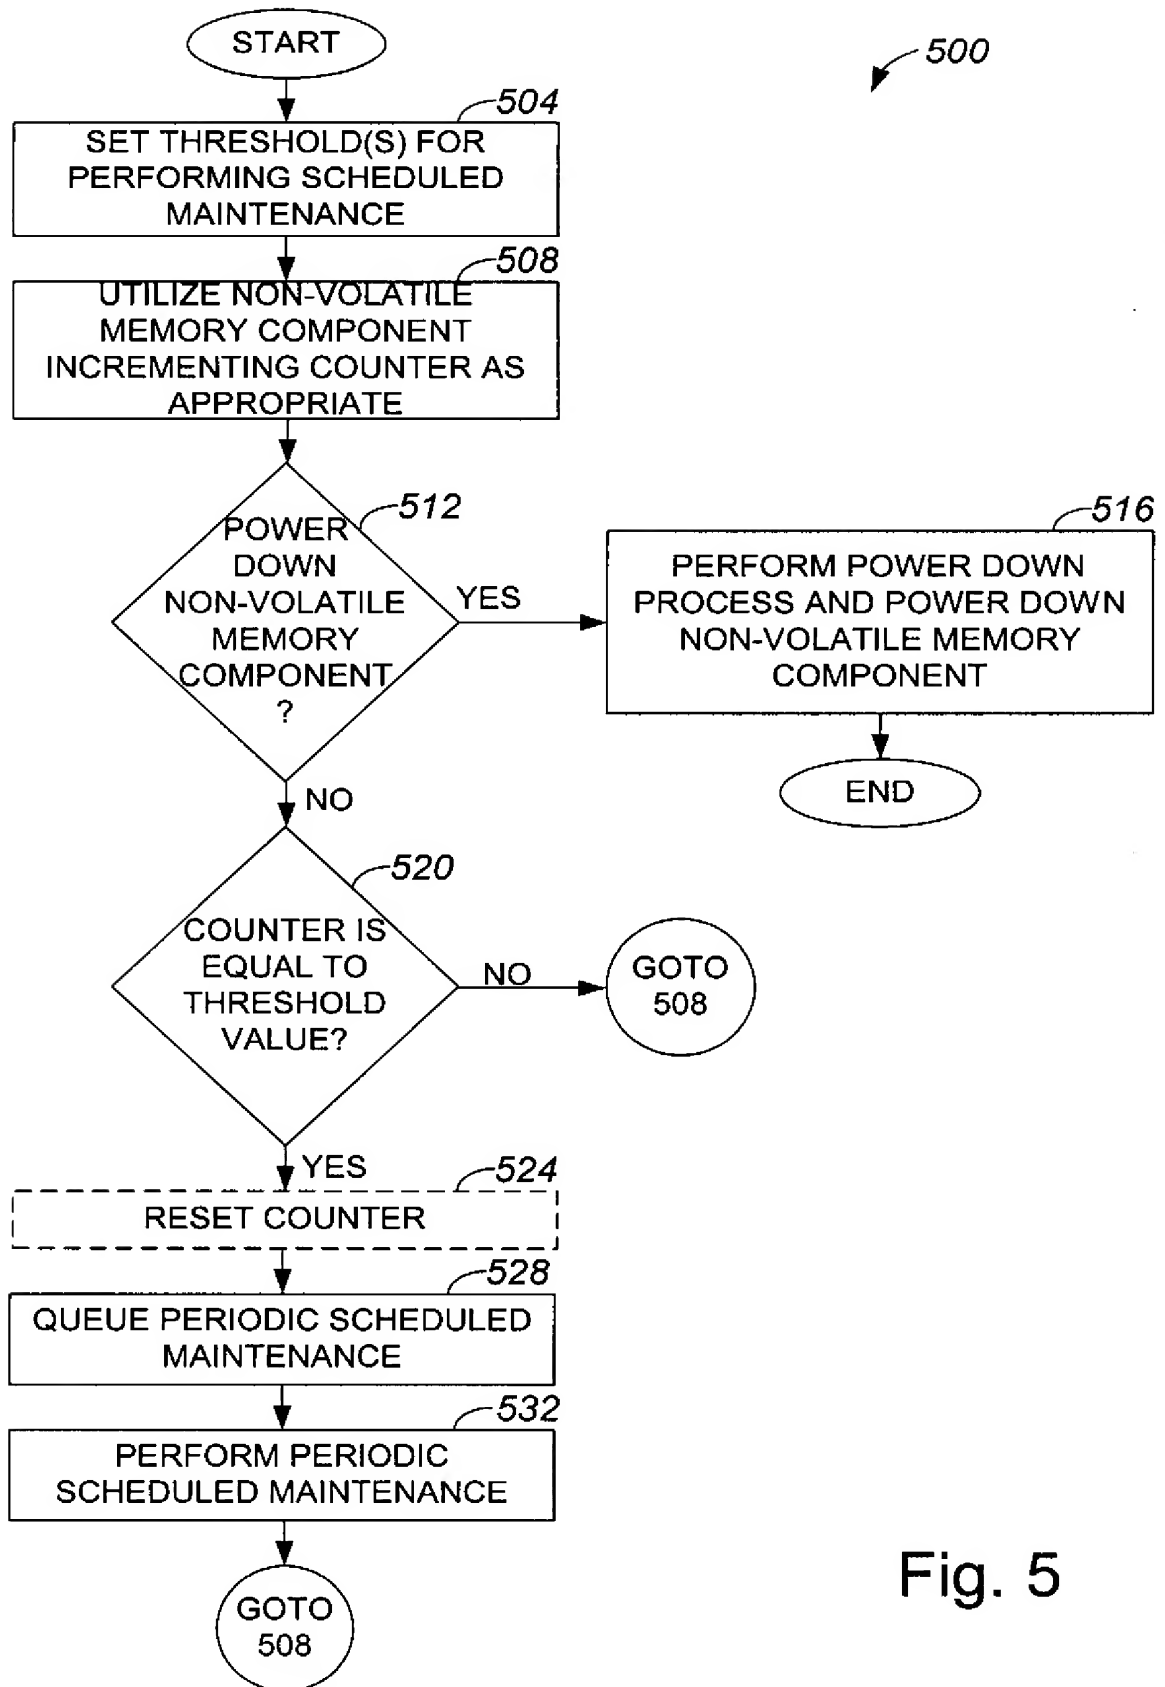 START
500
504
SET THRESHOLD(S) FOR
PERFORMING SCHEDULED
MAINTENANCE
508
UTILIZE NON-VOLATILE
MEMORY COMPONENT
INCREMENTING COUNTER AS
APPROPRIATE
512
POWER
DOWN
NON-VOLATILE
MEMORY
COMPONENT
?
YES
516
PERFORM POWER DOWN
PROCESS AND POWER DOWN
NON-VOLATILE MEMORY
COMPONENT
END
NO
520
COUNTER IS
EQUAL TO
THRESHOLD
VALUE?
NO
GOTO
508
YES
524
RESET COUNTER
528
QUEUE PERIODIC SCHEDULED
MAINTENANCE
532
PERFORM PERIODIC
SCHEDULED MAINTENANCE
GOTO
508
Fig. 5